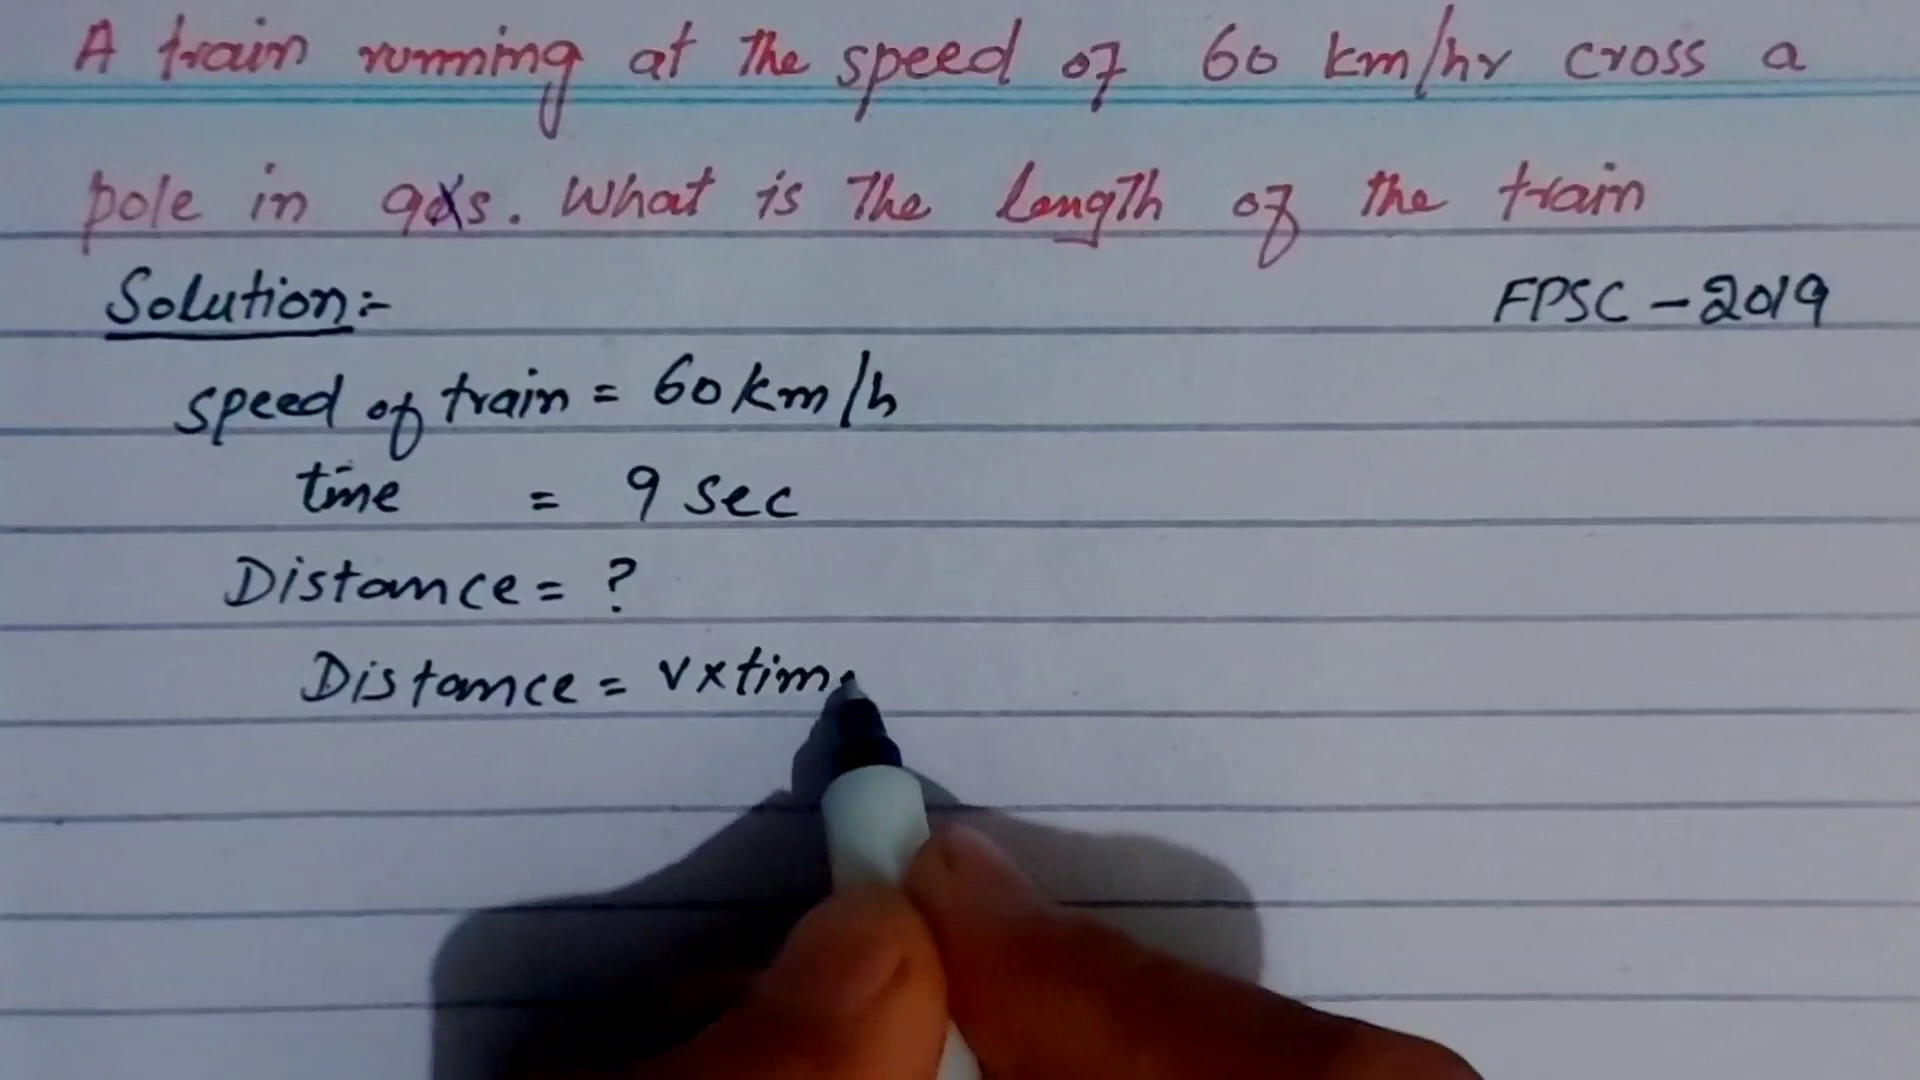 A train running at the speed of 60 km/hr cross a
pole in 9s. What is the length of the train
Solution:-
FPSC - 2019
speed of train = 60 km/h
time = 9 sec
Distance = ?
Distance = v x tim